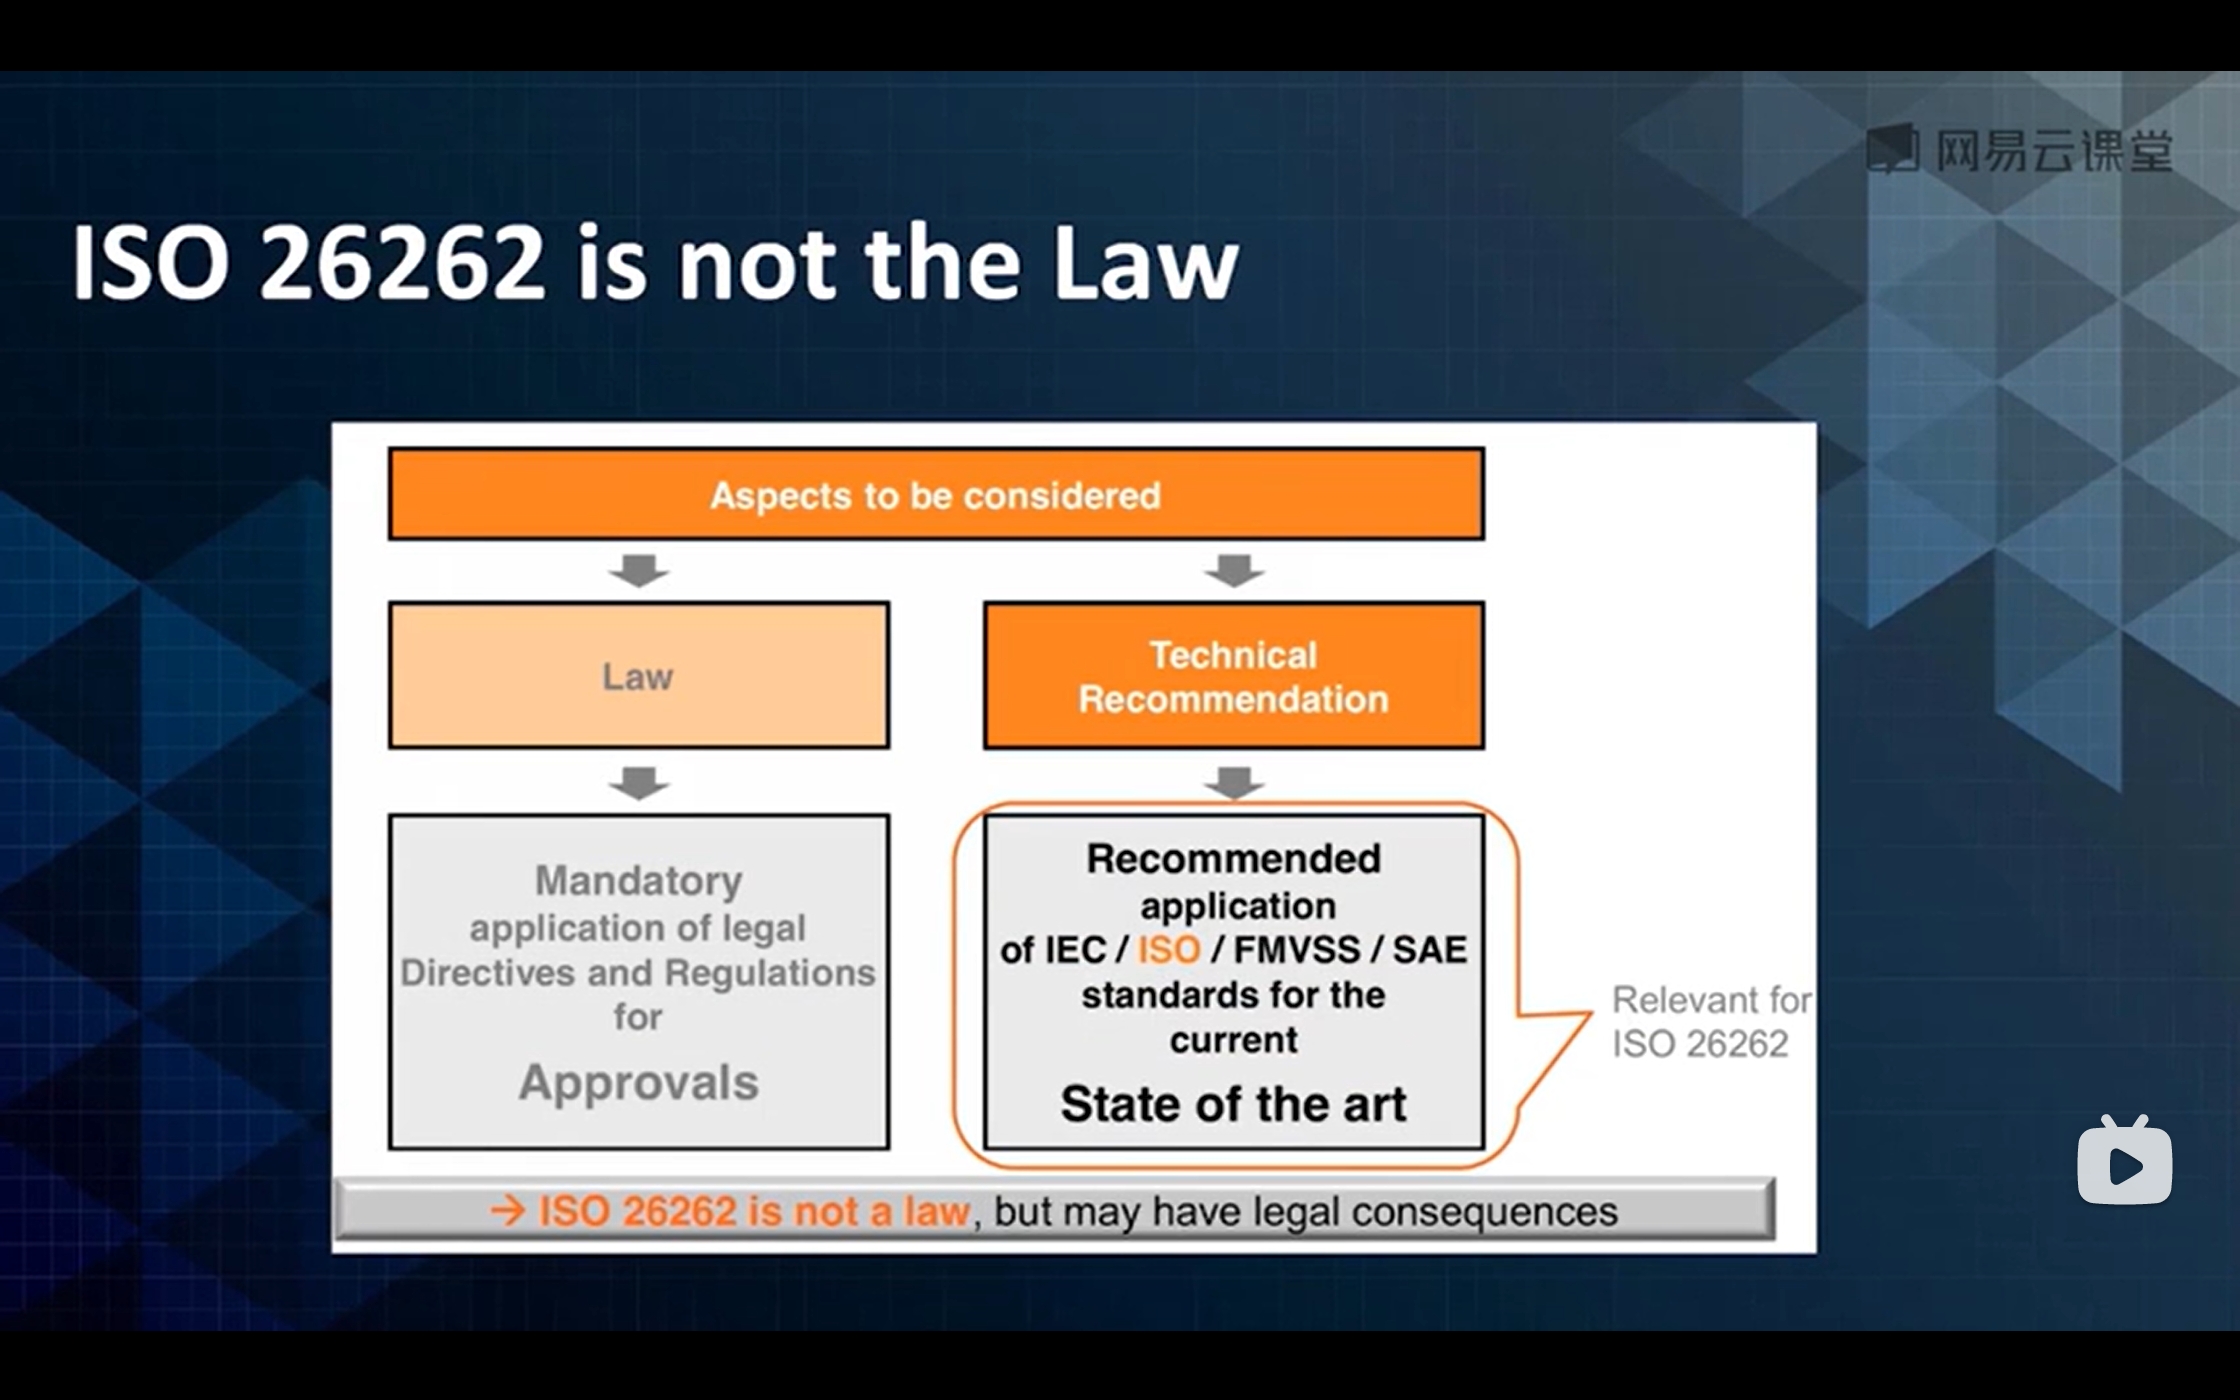 网易云课堂
ISO 26262 is not the Law
Aspects to be considered
Law
Technical
Recommendation
Mandatory
application of legal
Directives and Regulations
for
Approvals
Recommended
application
of IEC / ISO / FMVSS / SAE
standards for the
current
State of the art
Relevant for
ISO 26262
→ ISO 26262 is not a law, but may have legal consequences